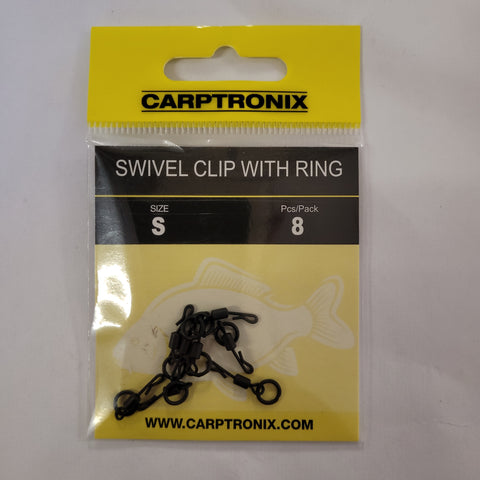 CARPTRONIX
SWIVEL CLIP WITH RING
SIZE Pcs/Pack
S 8
WWW.CARPTRONIX.COM